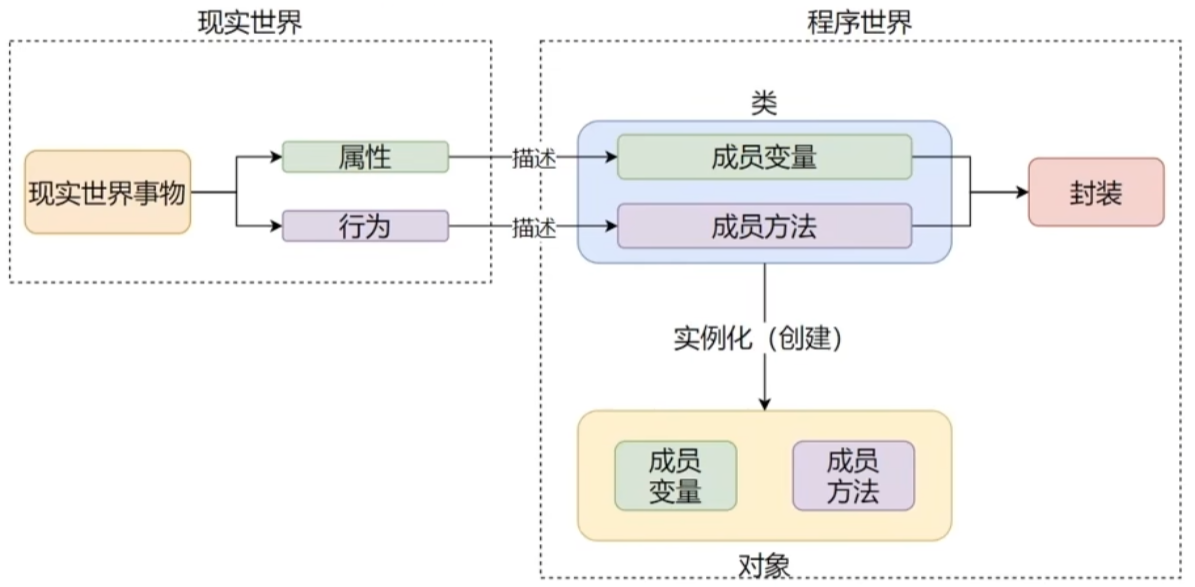 现实世界
程序世界
类
现实世界事物
属性
描述
成员变量
行为
描述
成员方法
封装
实例化（创建）
成员
变量
成员
方法
对象